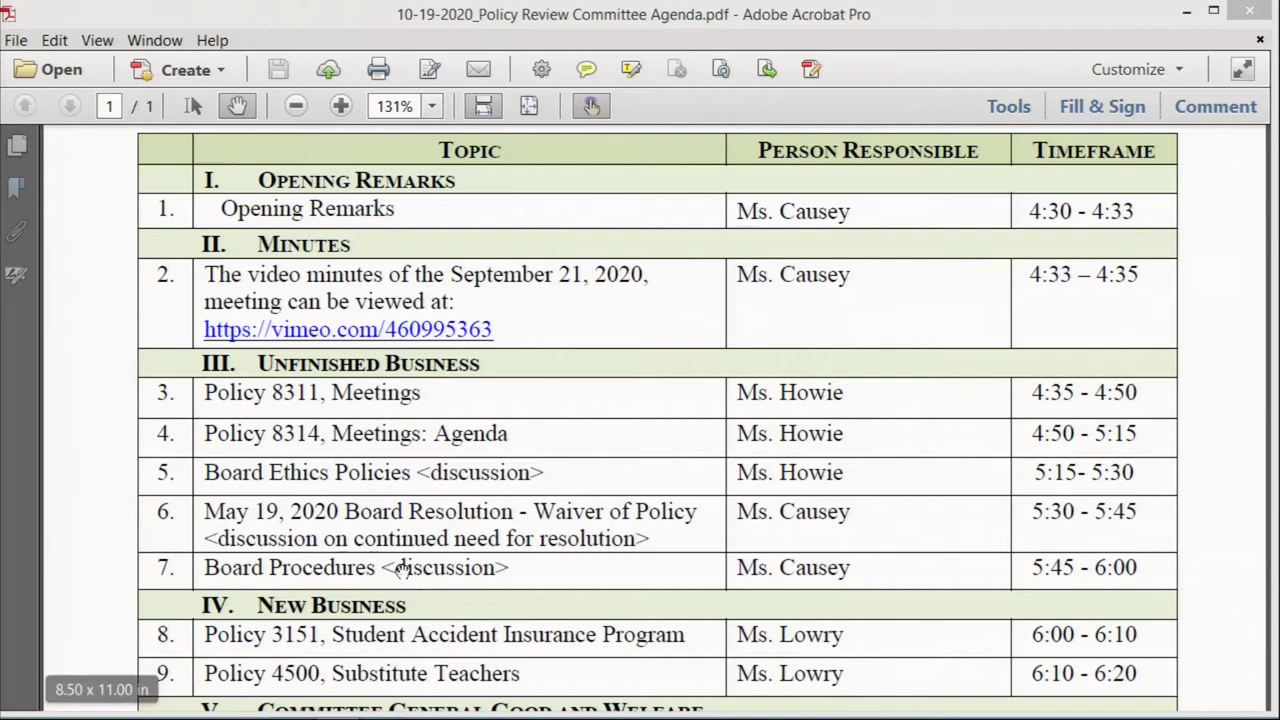 10-19-2020_Policy Review Committee Agenda.pdf - Adobe Acrobat Pro
File Edit View Window Help
Open Create Customize
1 / 1 131% Tools Fill & Sign Comment
TOPIC PERSON RESPONSIBLE TIMEFRAME
I. OPENING REMARKS
1. Opening Remarks Ms. Causey 4:30 - 4:33
II. MINUTES
2. The video minutes of the September 21, 2020, Ms. Causey 4:33 – 4:35
meeting can be viewed at:
https://vimeo.com/460995363
III. UNFINISHED BUSINESS
3. Policy 8311, Meetings Ms. Howie 4:35 - 4:50
4. Policy 8314, Meetings: Agenda Ms. Howie 4:50 - 5:15
5. Board Ethics Policies <discussion> Ms. Howie 5:15- 5:30
6. May 19, 2020 Board Resolution - Waiver of Policy Ms. Causey 5:30 - 5:45
<discussion on continued need for resolution>
7. Board Procedures <discussion> Ms. Causey 5:45 - 6:00
IV. NEW BUSINESS
8. Policy 3151, Student Accident Insurance Program Ms. Lowry 6:00 - 6:10
9. Policy 4500, Substitute Teachers Ms. Lowry 6:10 - 6:20
8.50 x 11.00 in
V. COMMITTEE GENERAL GOOD AND WELFARE